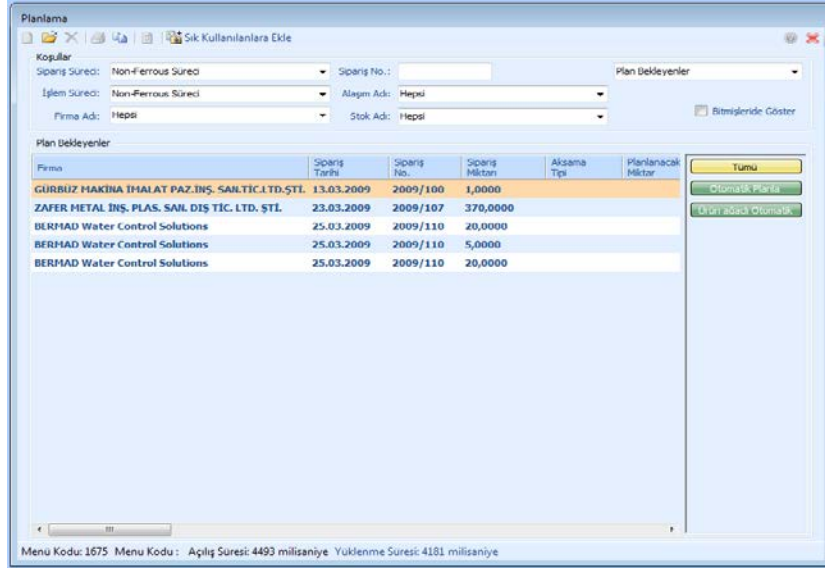 Planlama
Sık Kullanılanlara Ekle
Koşullar
Sipariş Süreci: Non-Ferrous Süreci Sipariş No.: Plan Bekleyenler
İşlem Süreci: Non-Ferrous Süreci Alaşım Adı: Hepsi
Firma Adı: Hepsi Stok Adı: Hepsi Bitmişleride Göster
Plan Bekleyenler
Firma Sipariş Tarihi Sipariş No. Sipariş Miktarı Aksama Tipi Planlanacak Miktar Tümü
GÜRBÜZ MAKİNA İMALAT PAZ.İNŞ. SAN.TİC.LTD.ŞTİ. 13.03.2009 2009/100 1,0000 Otomatik Planla
ZAFER METAL İNŞ. PLAS. SAN. DIŞ TİC. LTD. ŞTİ. 23.03.2009 2009/107 370,0000 Ürün ağacı Otomatik
BERMAD Water Control Solutions 25.03.2009 2009/110 20,0000
BERMAD Water Control Solutions 25.03.2009 2009/110 5,0000
BERMAD Water Control Solutions 25.03.2009 2009/110 20,0000
Menü Kodu: 1675 Menu Kodu : Açılış Süresi: 4493 milisaniye Yüklenme Süresi: 4181 milisaniye